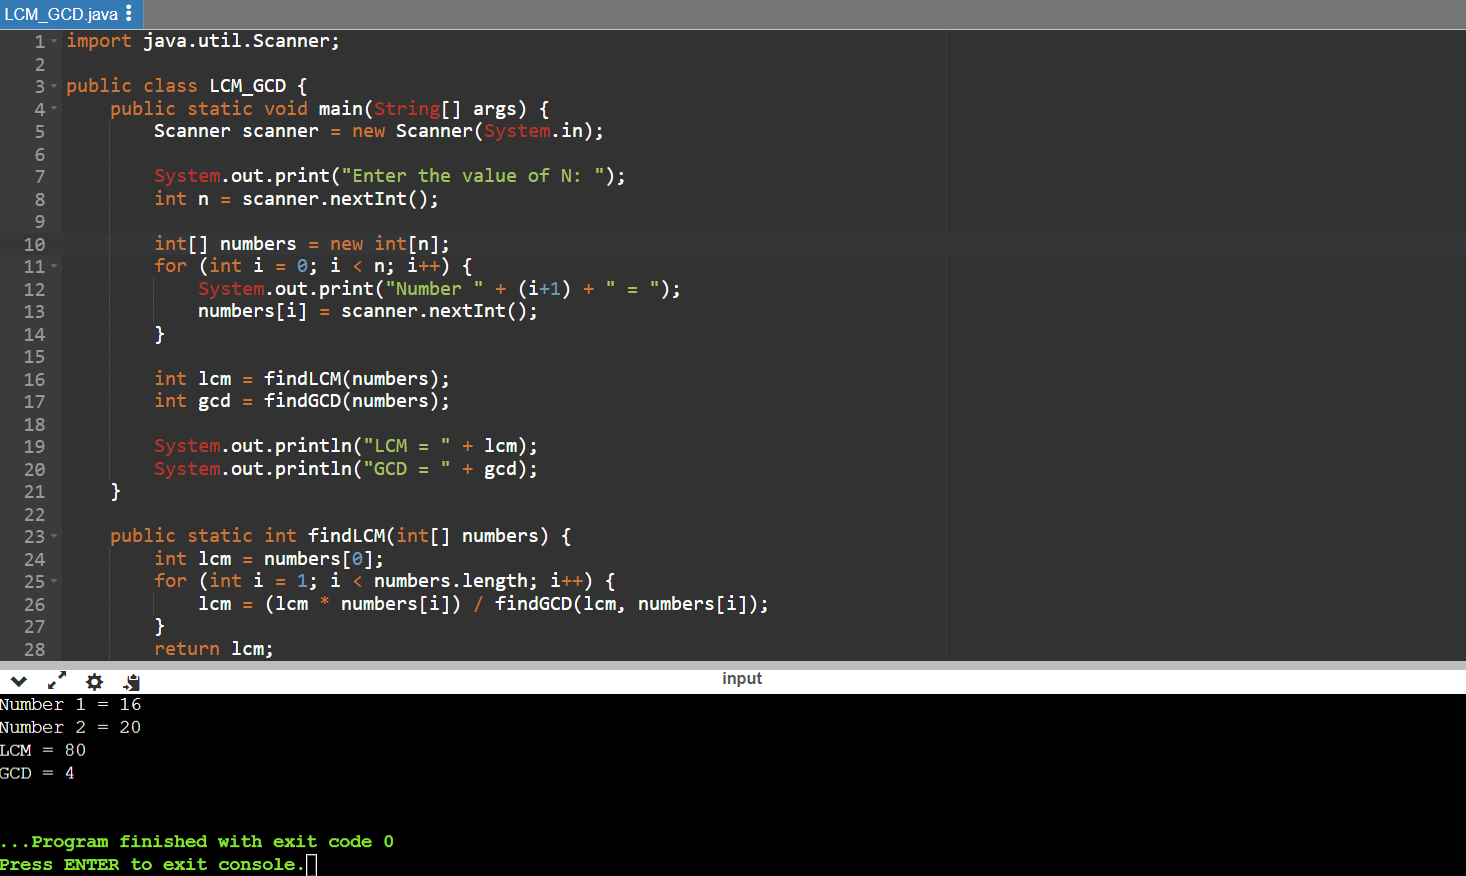 LCM_GCD.java
1 import java.util.Scanner;
2
3 public class LCM_GCD {
4     public static void main(String[] args) {
5         Scanner scanner = new Scanner(System.in);
6
7         System.out.print("Enter the value of N: ");
8         int n = scanner.nextInt();
9
10         int[] numbers = new int[n];
11         for (int i = 0; i < n; i++) {
12             System.out.print("Number " + (i+1) + " = ");
13             numbers[i] = scanner.nextInt();
14         }
15
16         int lcm = findLCM(numbers);
17         int gcd = findGCD(numbers);
18
19         System.out.println("LCM = " + lcm);
20         System.out.println("GCD = " + gcd);
21     }
22
23     public static int findLCM(int[] numbers) {
24         int lcm = numbers[0];
25         for (int i = 1; i < numbers.length; i++) {
26             lcm = (lcm * numbers[i]) / findGCD(lcm, numbers[i]);
27         }
28         return lcm;
input
Number 1 = 16
Number 2 = 20
LCM = 80
GCD = 4
...Program finished with exit code 0
Press ENTER to exit console.